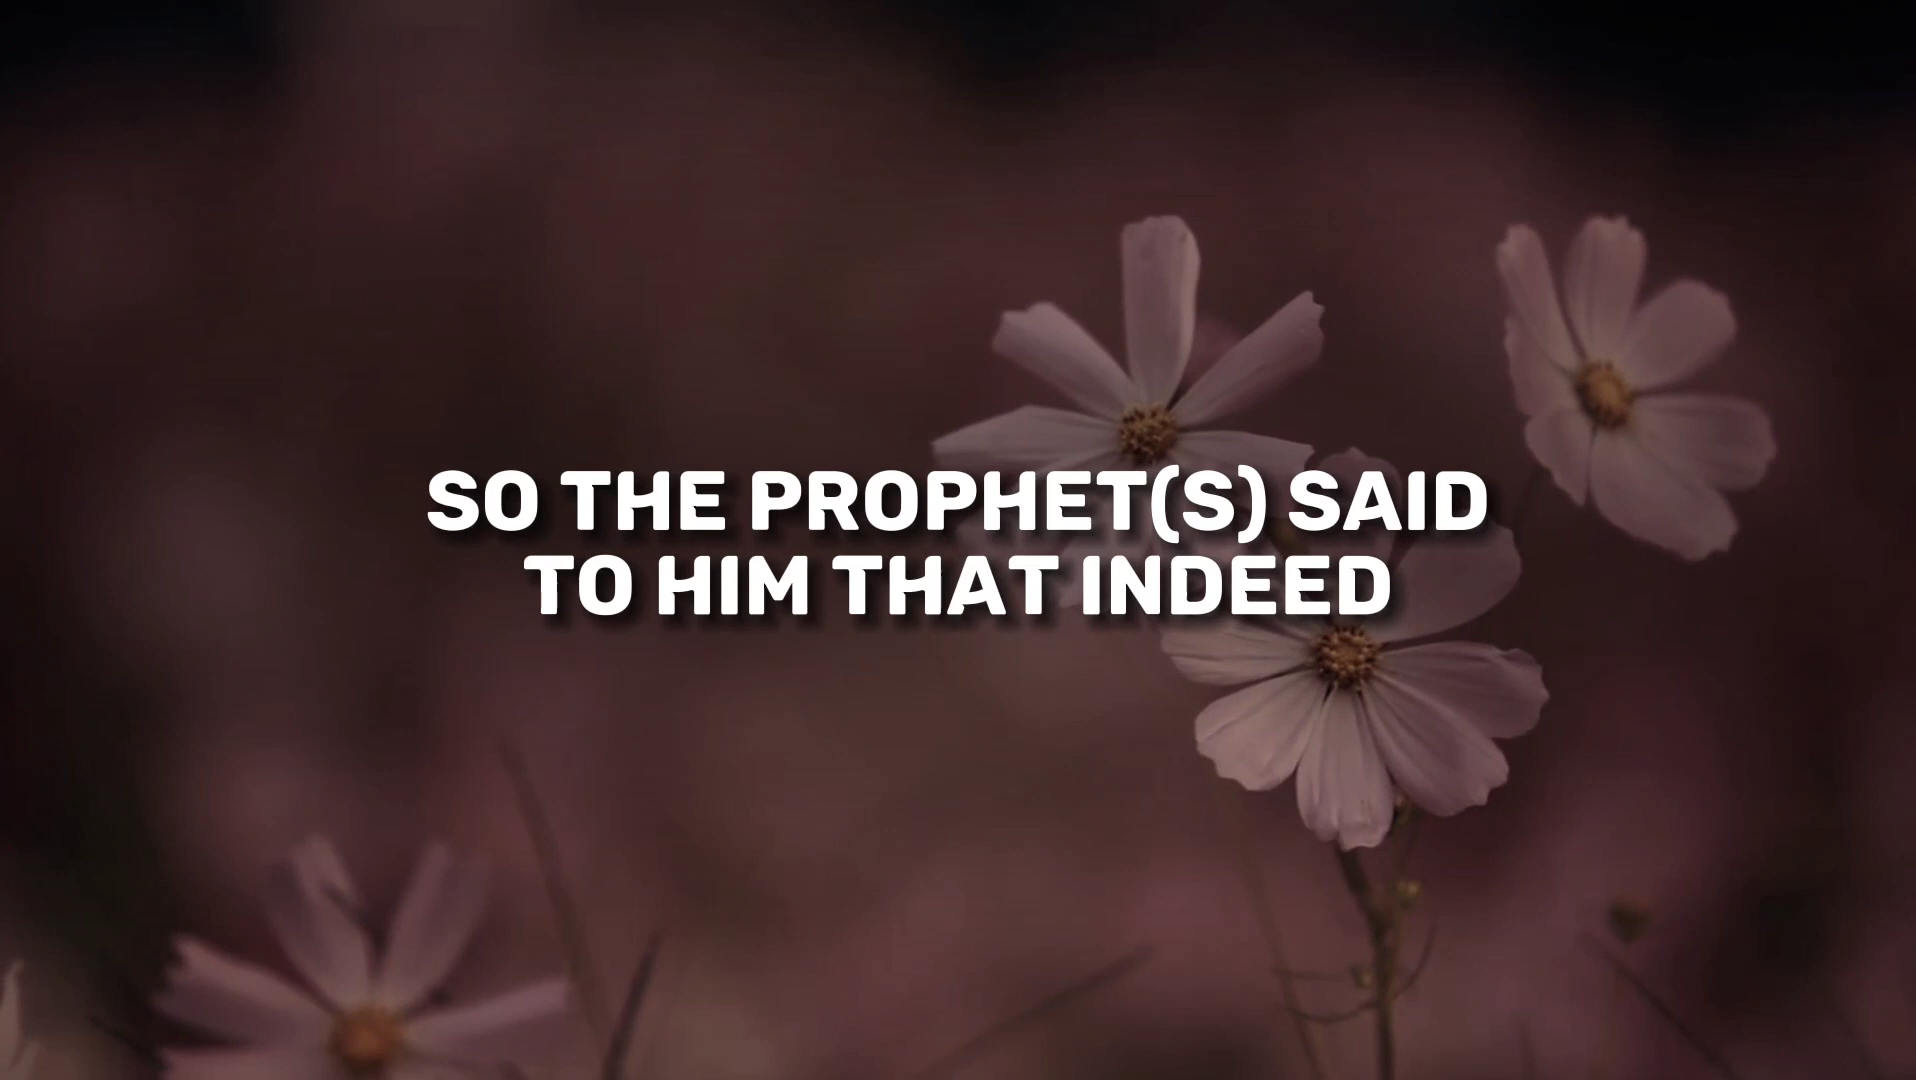 SO THE PROPHET(S) SAID
TO HIM THAT INDEED